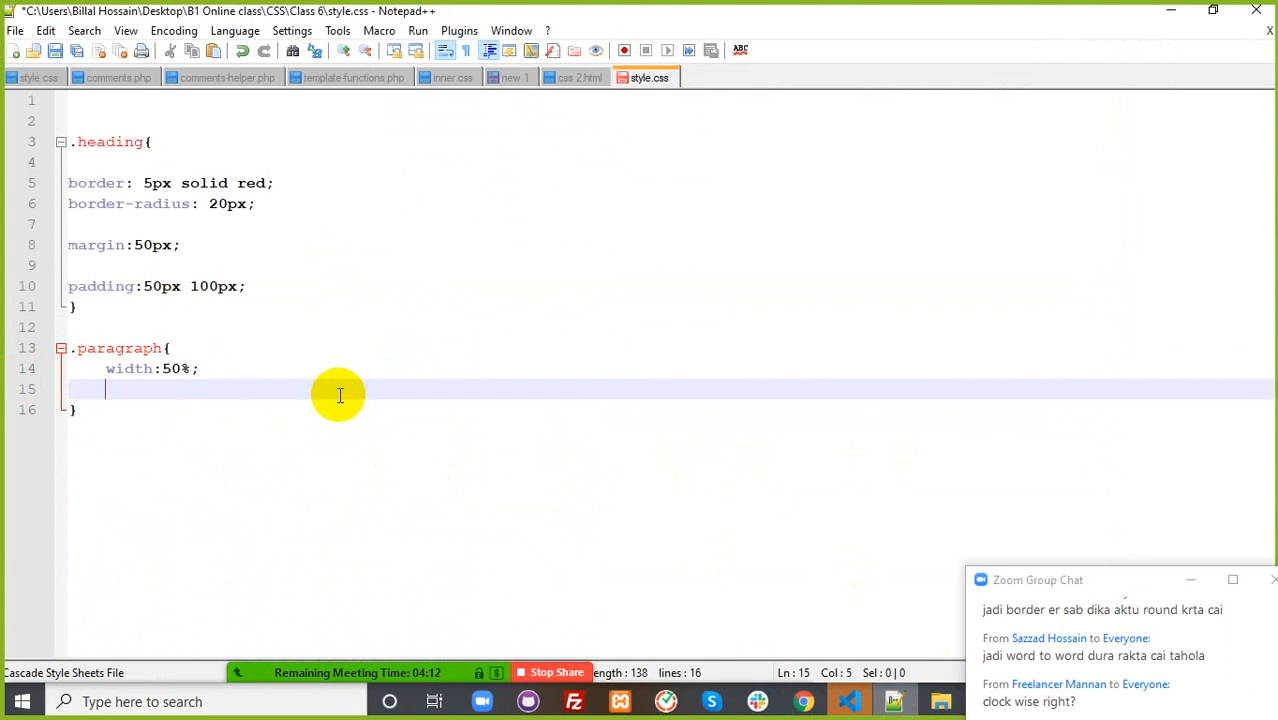 *C:\Users\Billal Hossain\Desktop\B1 Online class\CSS\Class 6\style.css - Notepad++
File Edit Search View Encoding Language Settings Tools Macro Run Plugins Window ? X
style.css comments.php comments-helper.php template-functions.php inner.css new 1 css 2.html style.css
1
2
3 .heading{
4
5 border: 5px solid red;
6 border-radius: 20px;
7
8 margin:50px;
9
10 padding:50px 100px;
11 }
12
13 .paragraph{
14 width:50%;
15
16 }
Zoom Group Chat
jadi border er sab dika aktu round krta cai
From Sazzad Hossain to Everyone:
jadi word to word dura rakta cai tahola
From Freelancer Mannan to Everyone:
clock wise right?
Cascade Style Sheets File Remaining Meeting Time: 04:12 Stop Share ength : 138 lines : 16 Ln : 15 Col : 5 Sel : 0 | 0
Type here to search